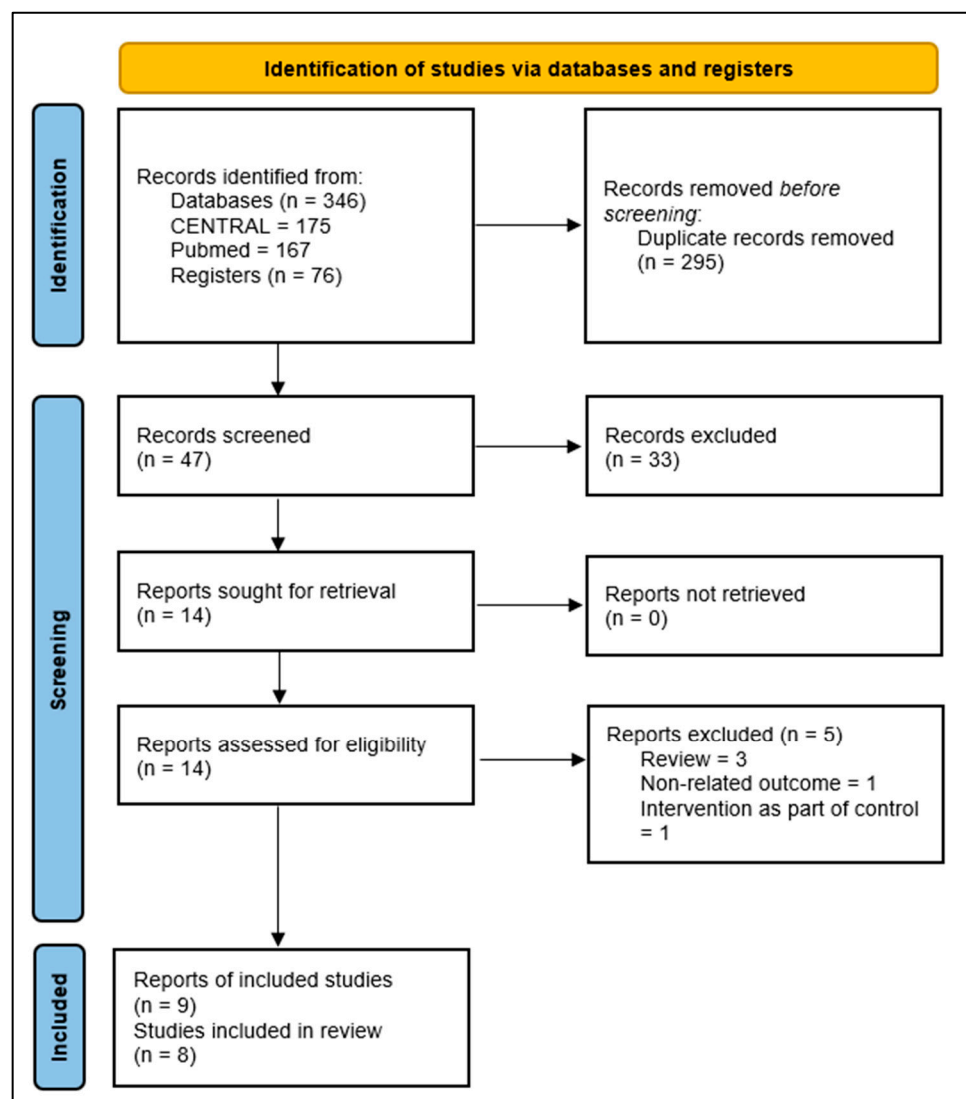 Identification of studies via databases and registers
Identification
Records identified from:
Databases (n = 346)
CENTRAL = 175
Pubmed = 167
Registers (n = 76)
Records removed before
screening:
Duplicate records removed
(n = 295)
Screening
Records screened
(n = 47)
Records excluded
(n = 33)
Reports sought for retrieval
(n = 14)
Reports not retrieved
(n = 0)
Reports assessed for eligibility
(n = 14)
Reports excluded (n = 5)
Review = 3
Non-related outcome = 1
Intervention as part of control
= 1
Included
Reports of included studies
(n = 9)
Studies included in review
(n = 8)